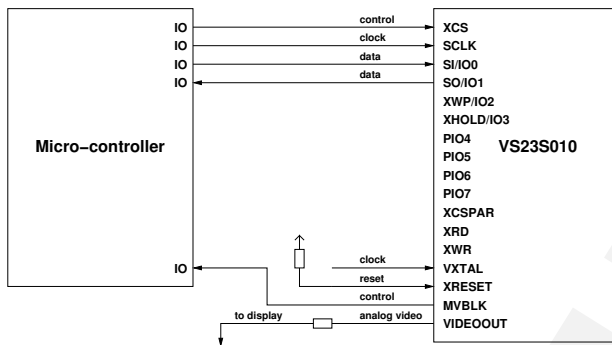 IO control XCS
IO clock SCLK
IO data SI/IO0
IO data SO/IO1
XWP/IO2
XHOLD/IO3
PIO4
Micro-controller VS23S010
PIO5
PIO6
PIO7
XCSPAR
XRD
XWR
IO clock VXTAL
reset XRESET
control MVBLK
to display analog video VIDEOOUT